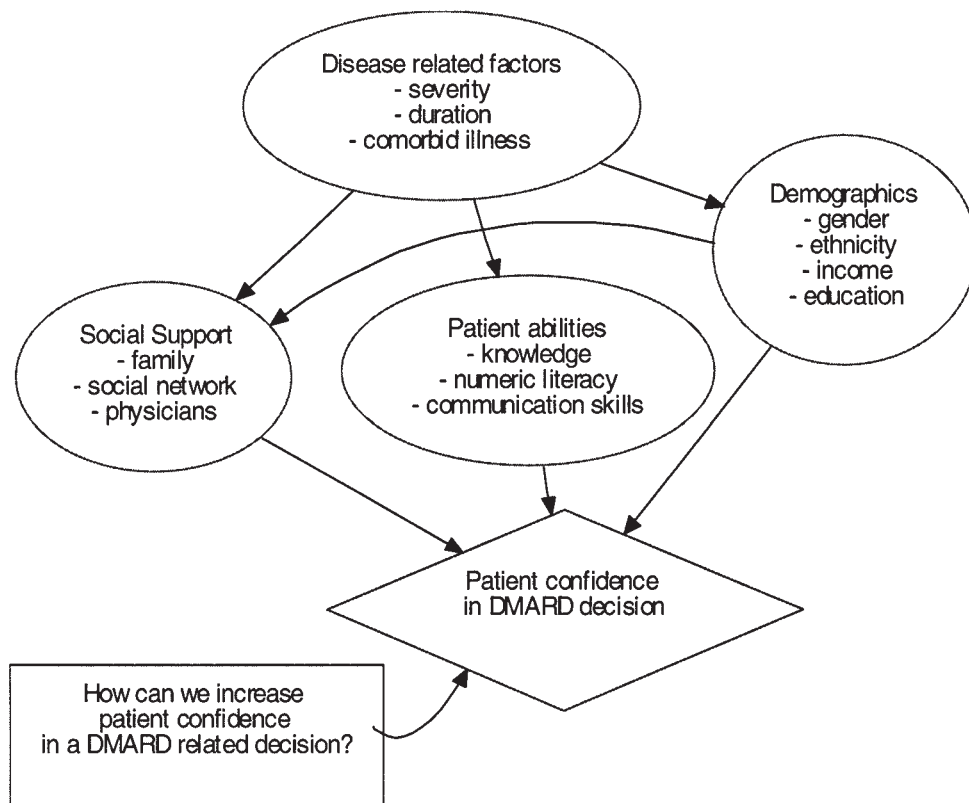 Disease related factors
- severity
- duration
- comorbid illness
Demographics
- gender
- ethnicity
- income
- education
Social Support
- family
- social network
- physicians
Patient abilities
- knowledge
- numeric literacy
- communication skills
Patient confidence
in DMARD decision
How can we increase
patient confidence
in a DMARD related decision?